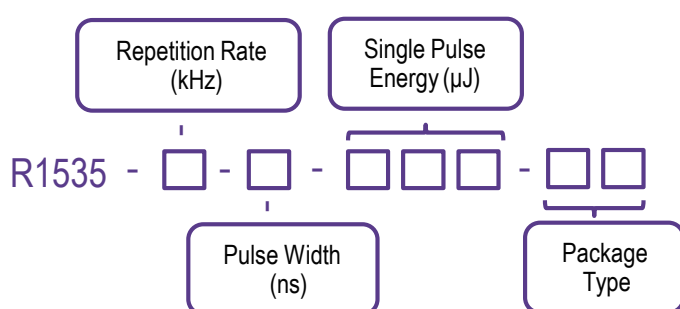 Repetition Rate
(kHz)
Single Pulse
Energy (µJ)
R1535 - □ - □ - □□□ - □□
Pulse Width
(ns)
Package
Type